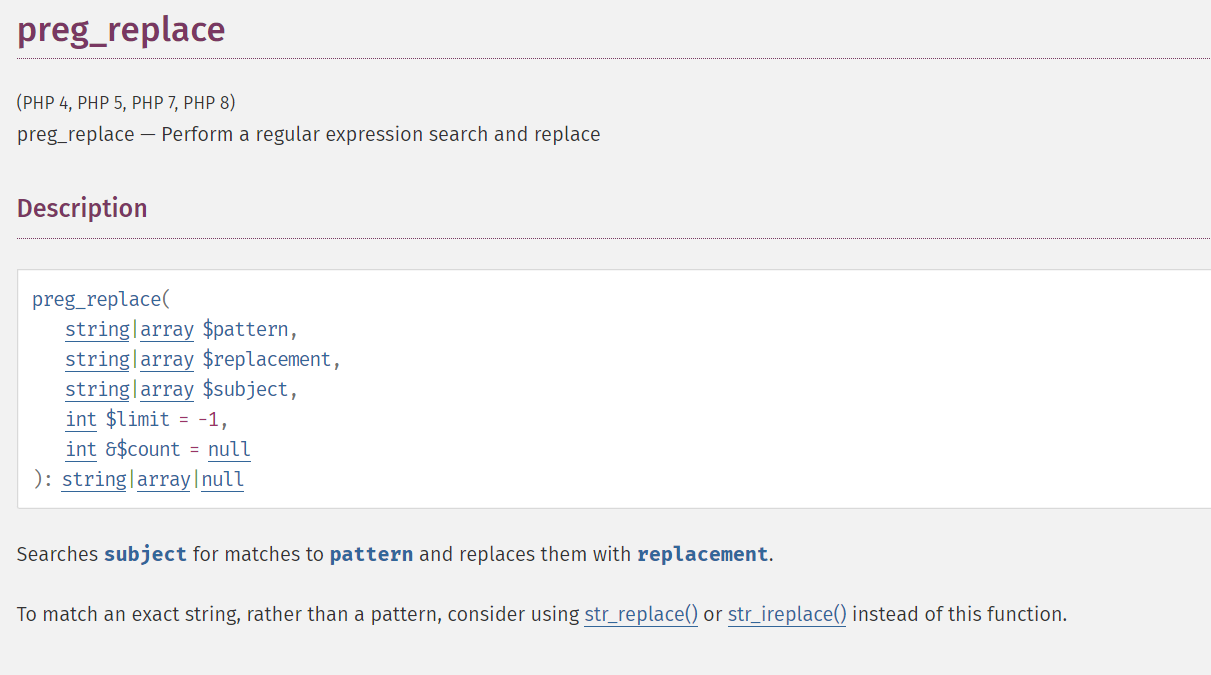 preg_replace
(PHP 4, PHP 5, PHP 7, PHP 8)
preg_replace — Perform a regular expression search and replace
Description
preg_replace(
string|array $pattern,
string|array $replacement,
string|array $subject,
int $limit = -1,
int &$count = null
): string|array|null
Searches subject for matches to pattern and replaces them with replacement.
To match an exact string, rather than a pattern, consider using str_replace() or str_ireplace() instead of this function.